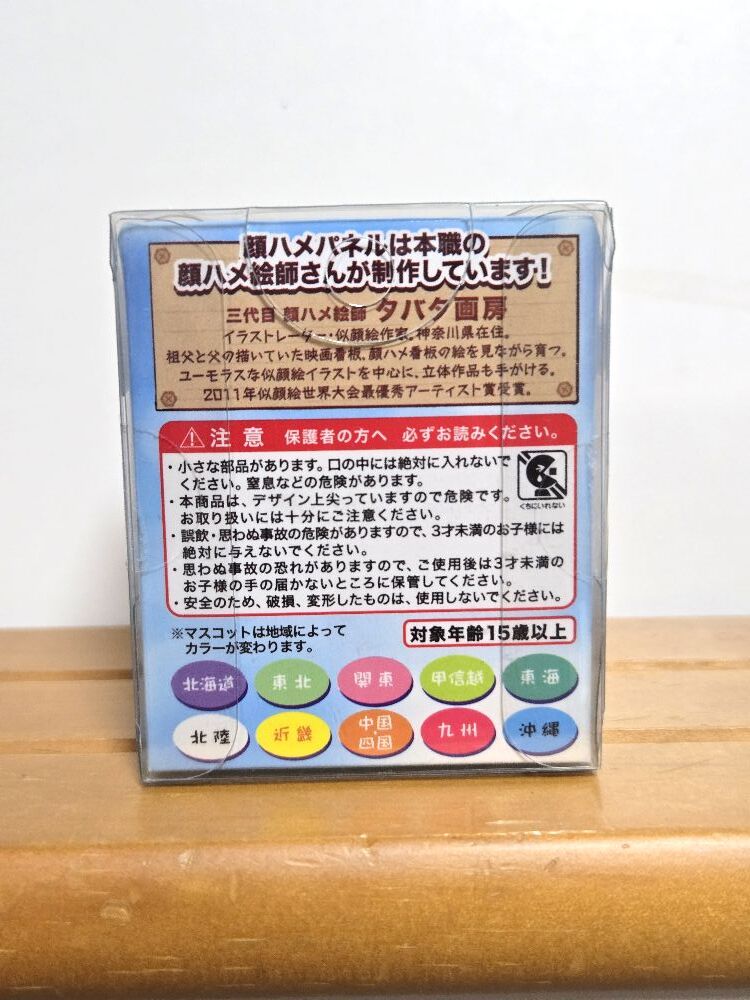 顔ハメパネルは本職の
顔ハメ絵師さんが制作しています!
三代目 顔ハメ絵師 タバタ画房
イラストレーター・似顔絵作家。神奈川県在住。
祖父と父の描いていた映画看板、顔ハメ看板の絵を見ながら育つ。
ユーモラスな似顔絵イラストを中心に、立体作品も手がける。
2011年似顔絵世界大会最優秀アーティスト賞受賞。
注意 保護者の方へ 必ずお読みください。
・小さな部品があります。口の中には絶対に入れないで
ください。窒息などの危険があります。
くちにいれない
・本商品は、デザイン上尖っていますので危険です。
お取り扱いには十分にご注意ください。
・誤飲・思わぬ事故の危険がありますので、3才未満のお子様には
絶対に与えないでください。
・思わぬ事故の恐れがありますので、ご使用後は3才未満の
お子様の手の届かないところに保管してください。
・安全のため、破損、変形したものは、使用しないでください。
※マスコットは地域によって
カラーが変わります。
対象年齢15歳以上
北海道 東北 関東 甲信越 東海
北陸 近畿 中国・四国 九州 沖縄